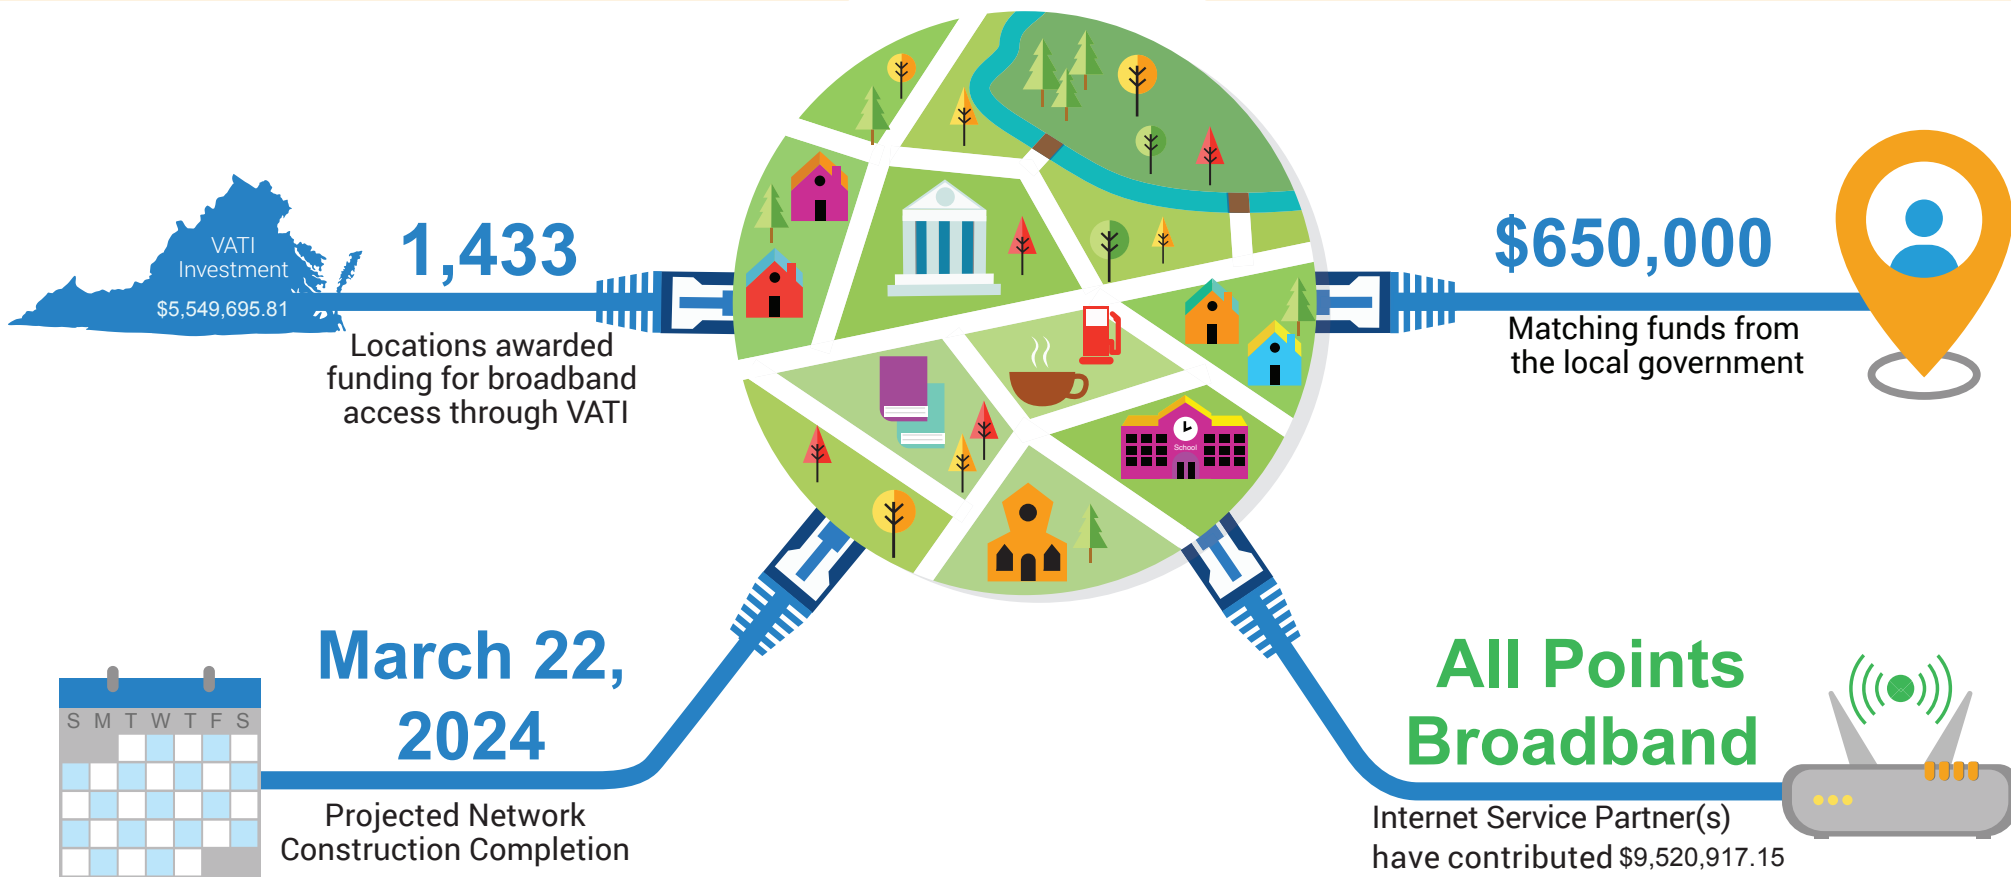 VATI
Investment
$5,549,695.81
1,433
Locations awarded
funding for broadband
access through VATI
$650,000
Matching funds from
the local government
School
March 22,
2024
S M T W T F S
Projected Network
Construction Completion
All Points
Broadband
Internet Service Partner(s)
have contributed $9,520,917.15